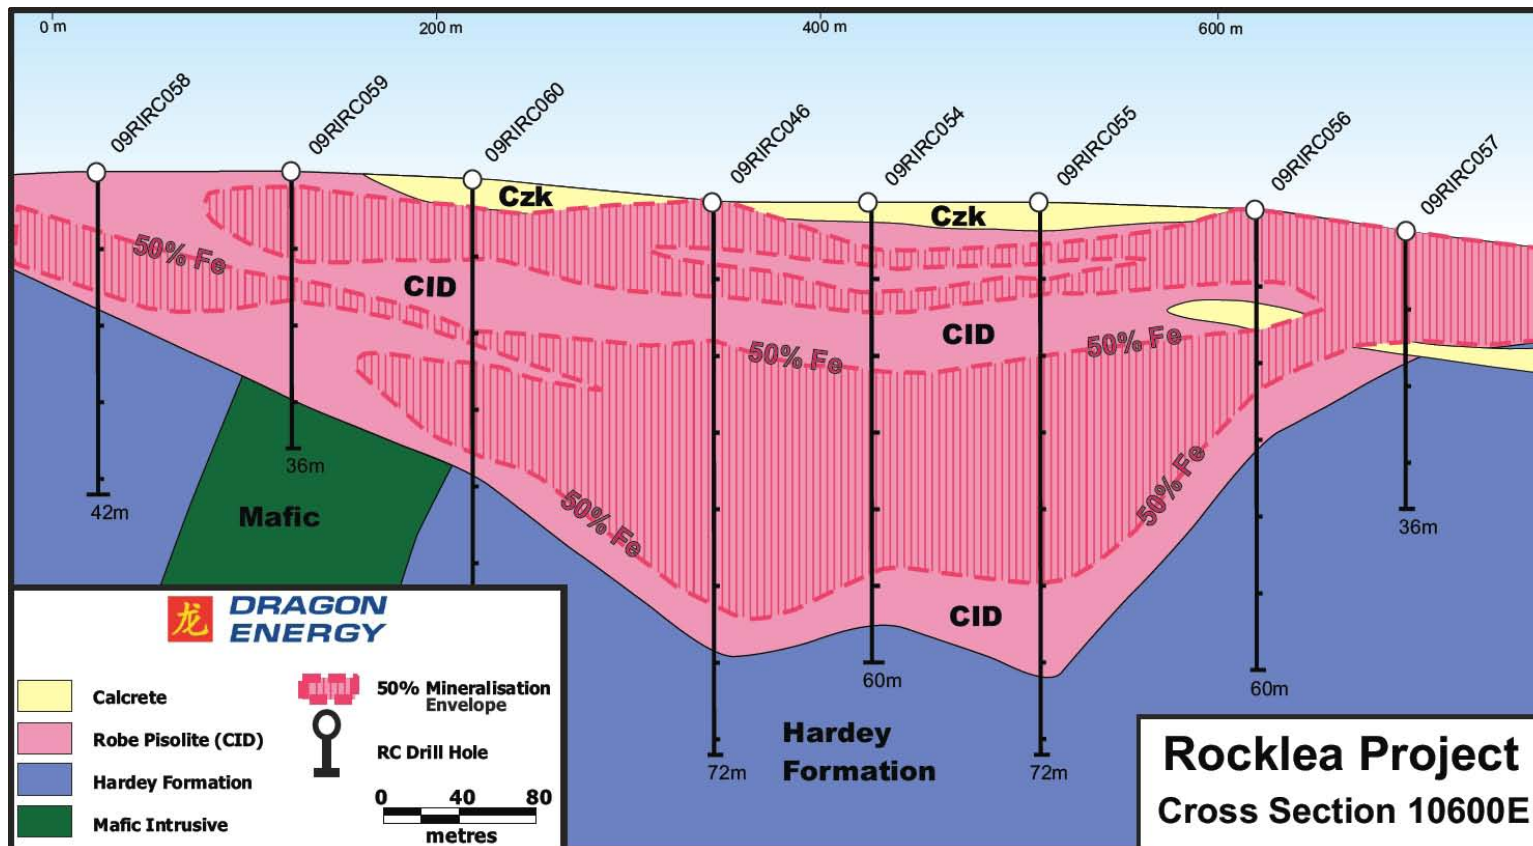 0 m
200 m
400 m
600 m
09RIRC058
09RIRC059
09RIRC060
09RIRC046
09RIRC054
09RIRC055
09RIRC056
09RIRC057
Czk
Czk
50% Fe
CID
CID
50% Fe
50% Fe
50% Fe
50% Fe
36m
42m
Mafic
36m
CID
60m
60m
72m
72m
Hardey
Formation
龙
DRAGON
ENERGY
Calcrete
Robe Pisolite (CID)
Hardey Formation
Mafic Intrusive
50% Mineralisation
Envelope
RC Drill Hole
0 40 80
metres
Rocklea Project
Cross Section 10600E